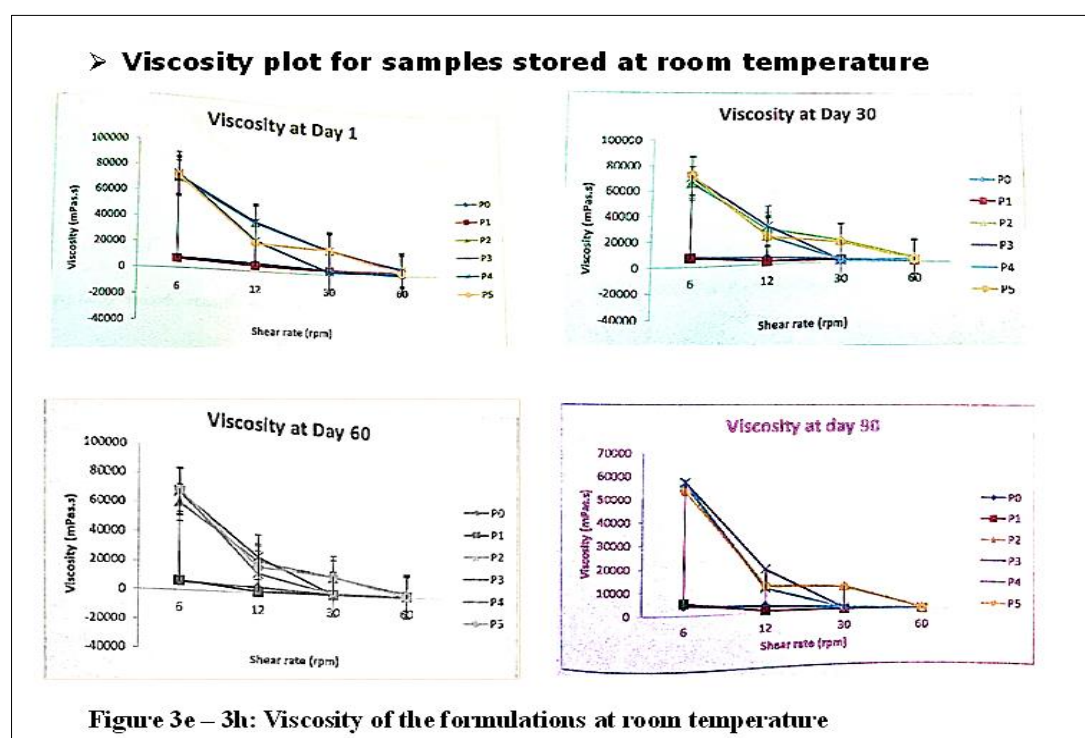 ➢ Viscosity plot for samples stored at room temperature
Viscosity at Day 1
100000
80000
60000
40000
20000
0
-20000
-40000
Viscosity (mPas.s)
6 12 30 60
Shear rate (rpm)
P0
P1
P2
P3
P4
P5
Viscosity at Day 30
100000
80000
60000
40000
20000
0
-20000
-40000
Viscosity (mPas.s)
6 12 30 60
Shear rate (rpm)
P0
P1
P2
P3
P4
P5
Viscosity at Day 60
100000
80000
60000
40000
20000
0
-20000
-40000
Viscosity (mPas.s)
6 12 30 60
Shear rate (rpm)
P0
P1
P2
P3
P4
P5
Viscosity at day 90
70000
60000
50000
40000
30000
20000
10000
0
Viscosity (mPas.s)
6 12 30 60
Shear rate (rpm)
P0
P1
P2
P3
P4
P5
Figure 3e – 3h: Viscosity of the formulations at room temperature